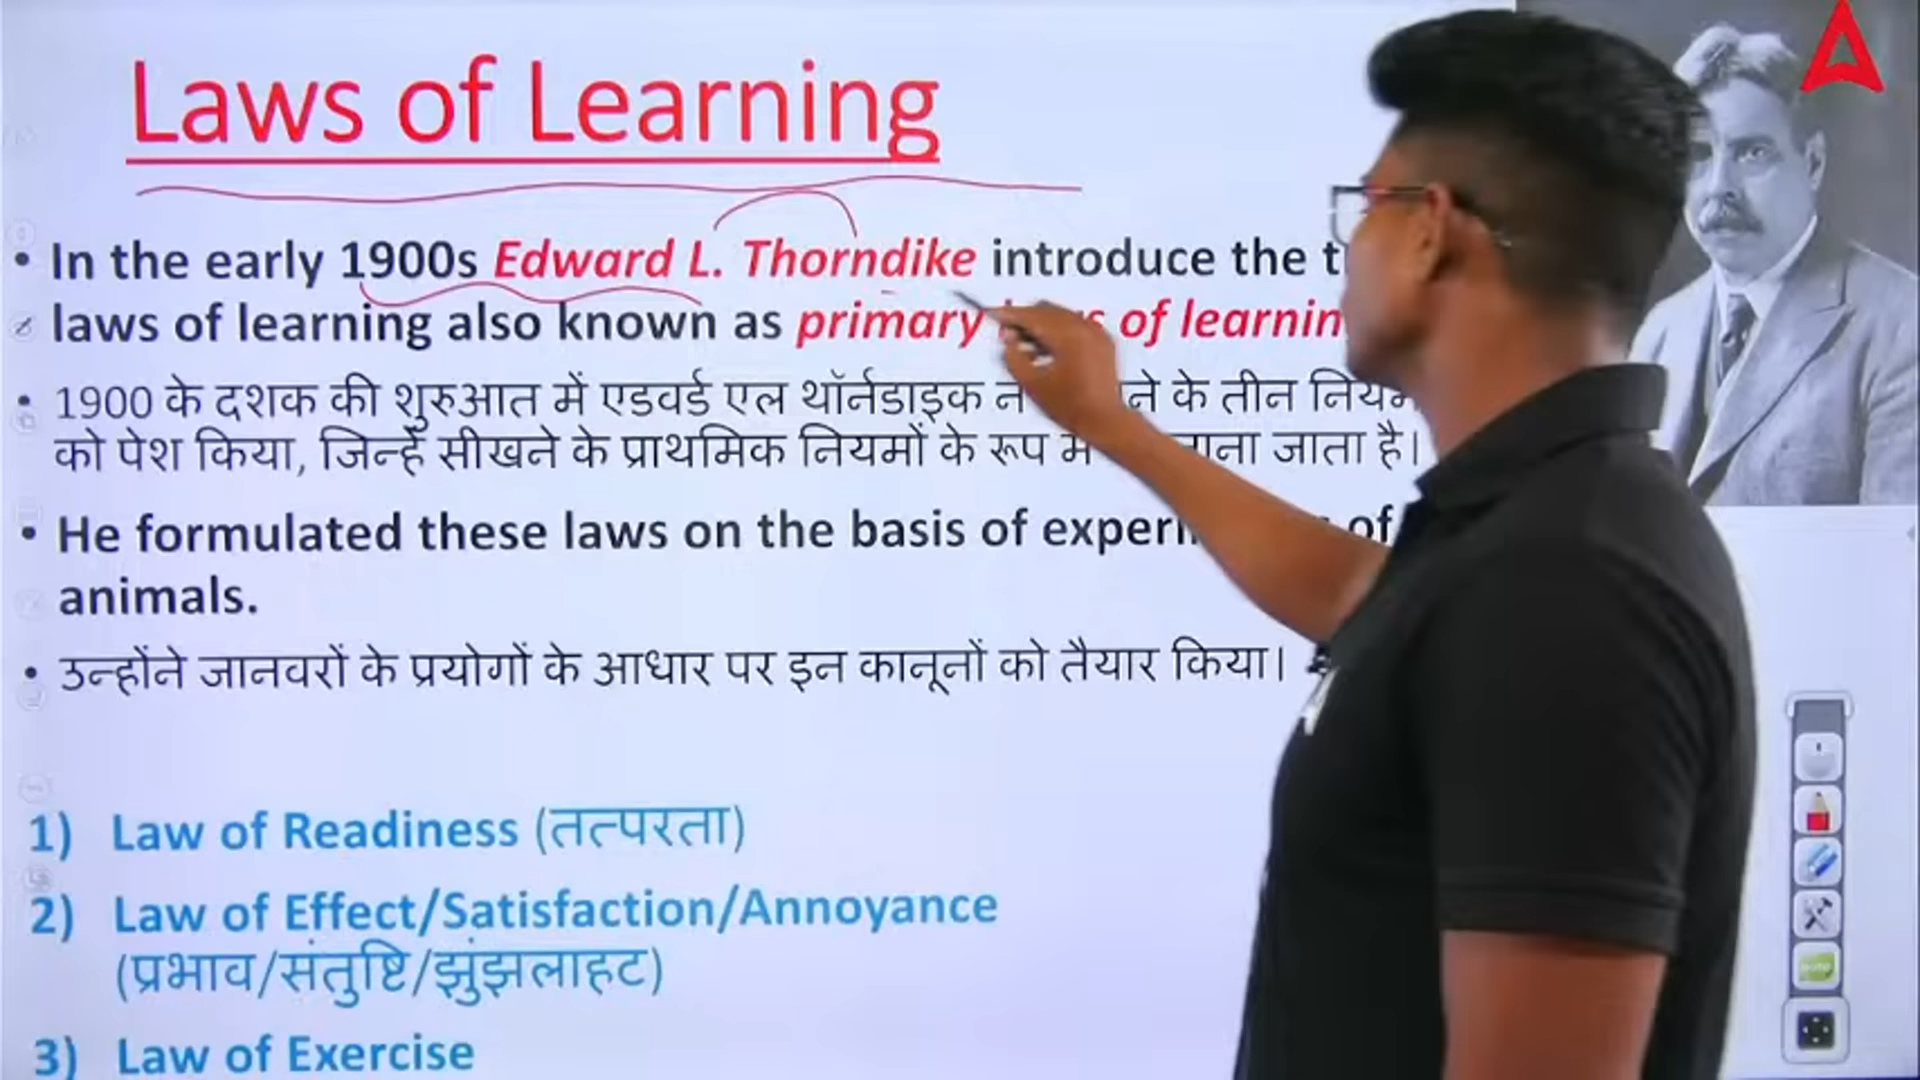 Laws of Learning
• In the early 1900s Edward L. Thorndike introduce the
laws of learning also known as primary of
• 1900 के दशक की शुरुआत में एडवर्ड एल थॉर्नडाइक के तीन
को पेश किया, जिन्हें सीखने के प्राथमिक नियमों के रूप जाता है।
• He formulated these laws on the basis of of
animals.
• उन्होंने जानवरों के प्रयोगों के आधार पर इन कानूनों को तैयार किया।
1) Law of Readiness (तत्परता)
2) Law of Effect/Satisfaction/Annoyance
(प्रभाव/संतुष्टि/झुंझलाहट)
3) Law of Exercise